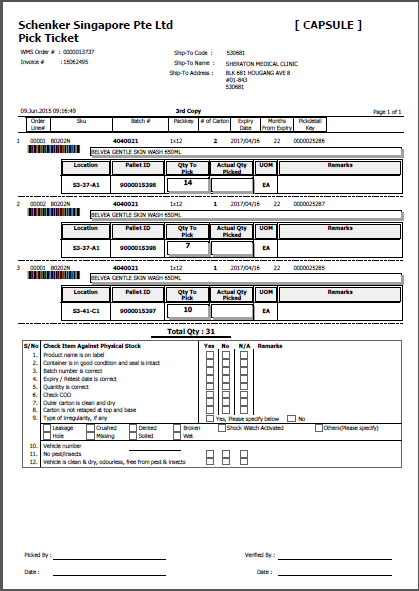 Schenker Singapore Pte Ltd [ CAPSULE ]
Pick Ticket
WMS Order # : 0000013737
Invoice # : 15062495
Ship-To Code : 530681
Ship-To Name : SHERATON MEDICAL CLINIC
Ship-To Address : BLK 681 HOUGANG AVE 8
#01-843
530681
09.Jun.2015 09:16:49 3rd Copy Page 1 of 1
Order Line# Sku Batch # Packkey # of Carton Expiry Date Months From Expiry Pickdetail Key
1 00001 80202N 4040021 1x12 2 2017/04/16 22 0000025286
BELVEA GENTLE SKIN WASH 650ML
Location Pallet ID Qty To Pick Actual Qty Picked UOM Remarks
S3-37-A1 9000015398 14 EA
2 00002 80202N 4040021 1x12 1 2017/04/16 22 0000025287
BELVEA GENTLE SKIN WASH 650ML
Location Pallet ID Qty To Pick Actual Qty Picked UOM Remarks
S3-37-A1 9000015398 7 EA
3 00001 80202N 4040021 1x12 1 2017/04/16 22 0000025285
BELVEA GENTLE SKIN WASH 650ML
Location Pallet ID Qty To Pick Actual Qty Picked UOM Remarks
S3-41-C1 9000015397 10 EA
Total Qty : 31
S/No Check Item Against Physical Stock Yes No N/A Remarks
1. Product name is on label
2. Container is in good condition and seal is intact
3. Batch number is correct
4. Expiry / Retest date is correct
5. Quantity is correct
6. Check COO
7. Outer carton is clean and dry
8. Carton is not retaped at top and base
9. Type of irregularity, if any Yes, Please specify below No
Leakage Crushed Dented Broken Shock Watch Activated Others(Please specify)
Hole Missing Soiled Wet
10. Vehicle number
11. No pest/insects
12. Vehicle is clean & dry, odourless, free from pest & insects
Picked By : Verified By :
Date : Date :